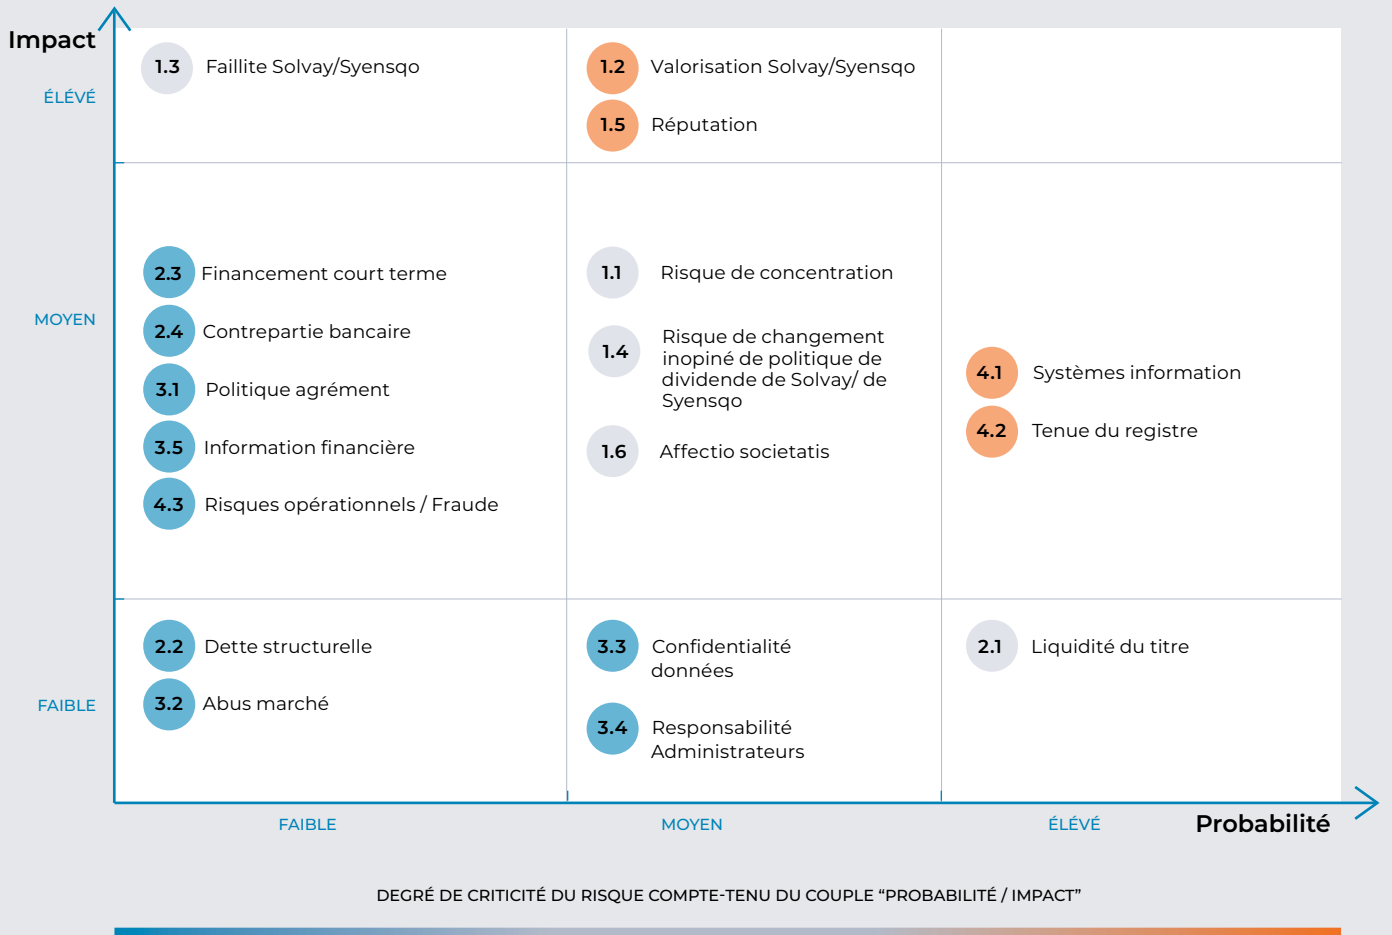 Impact
ÉLÉVÉ
1.3 Faillite Solvay/Syensqo
1.2 Valorisation Solvay/Syensqo
1.5 Réputation
MOYEN
2.3 Financement court terme
2.4 Contrepartie bancaire
3.1 Politique agrément
3.5 Information financière
4.3 Risques opérationnels / Fraude
1.1 Risque de concentration
1.4 Risque de changement
inopiné de politique de
dividende de Solvay/ de
Syensqo
1.6 Affectio societatis
4.1 Systèmes information
4.2 Tenue du registre
FAIBLE
2.2 Dette structurelle
3.2 Abus marché
3.3 Confidentialité
données
3.4 Responsabilité
Administrateurs
2.1 Liquidité du titre
FAIBLE
MOYEN
ÉLÉVÉ
Probabilité
DEGRÉ DE CRITICITÉ DU RISQUE COMPTE-TENU DU COUPLE “PROBABILITÉ / IMPACT”